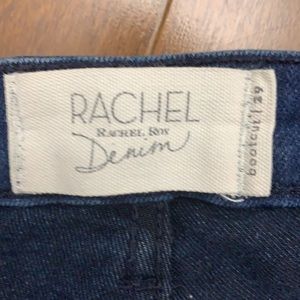 RACHEL
RACHEL ROY
Denim
bootcut | 29